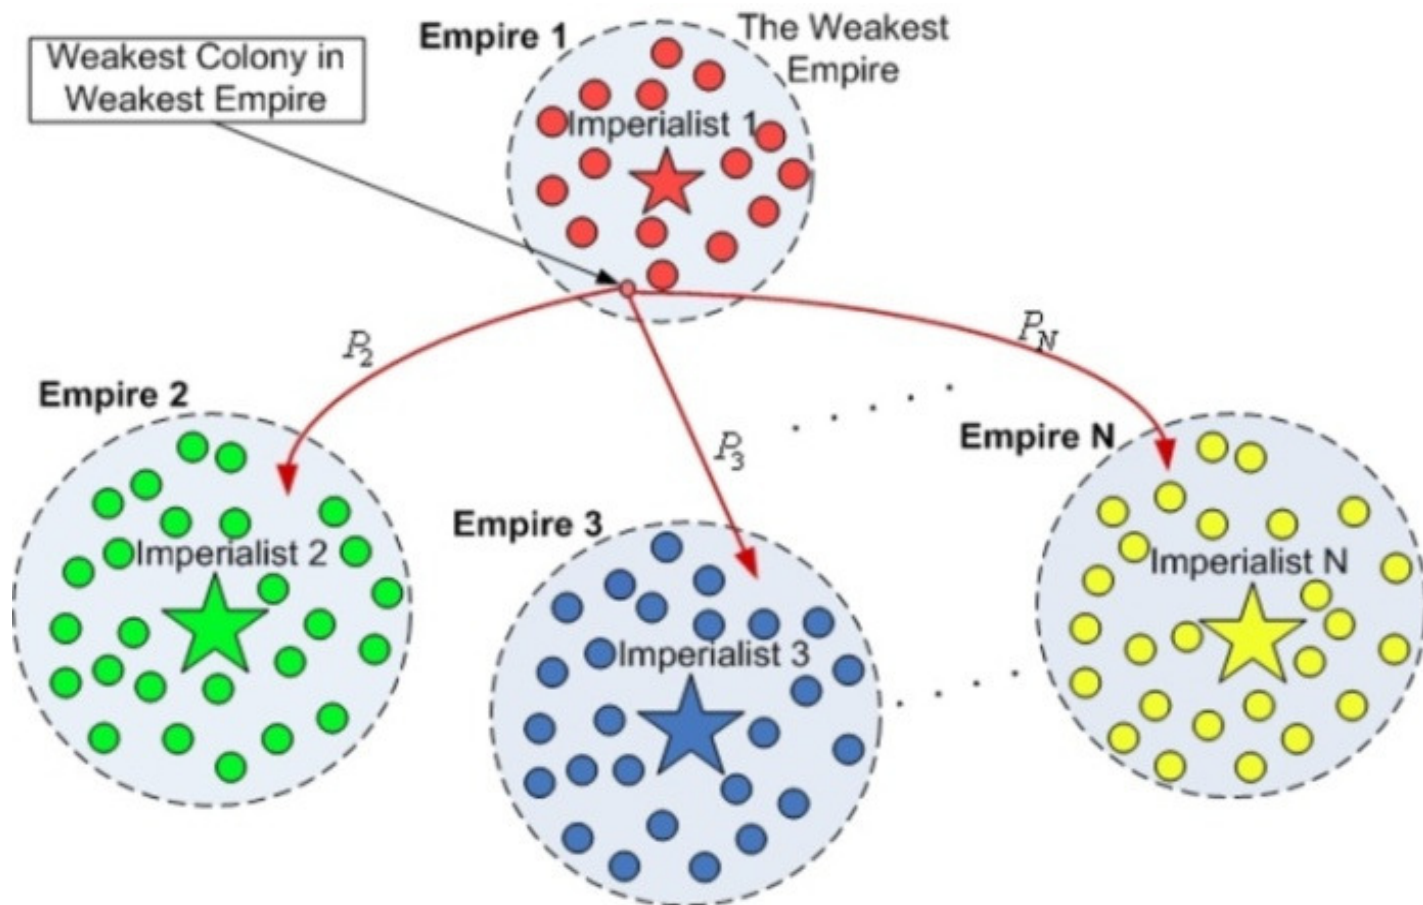 Empire 1
The Weakest
Empire
Weakest Colony in
Weakest Empire
Imperialist 1
P2
P3
PN
Empire 2
Imperialist 2
Empire 3
Imperialist 3
Empire N
Imperialist N